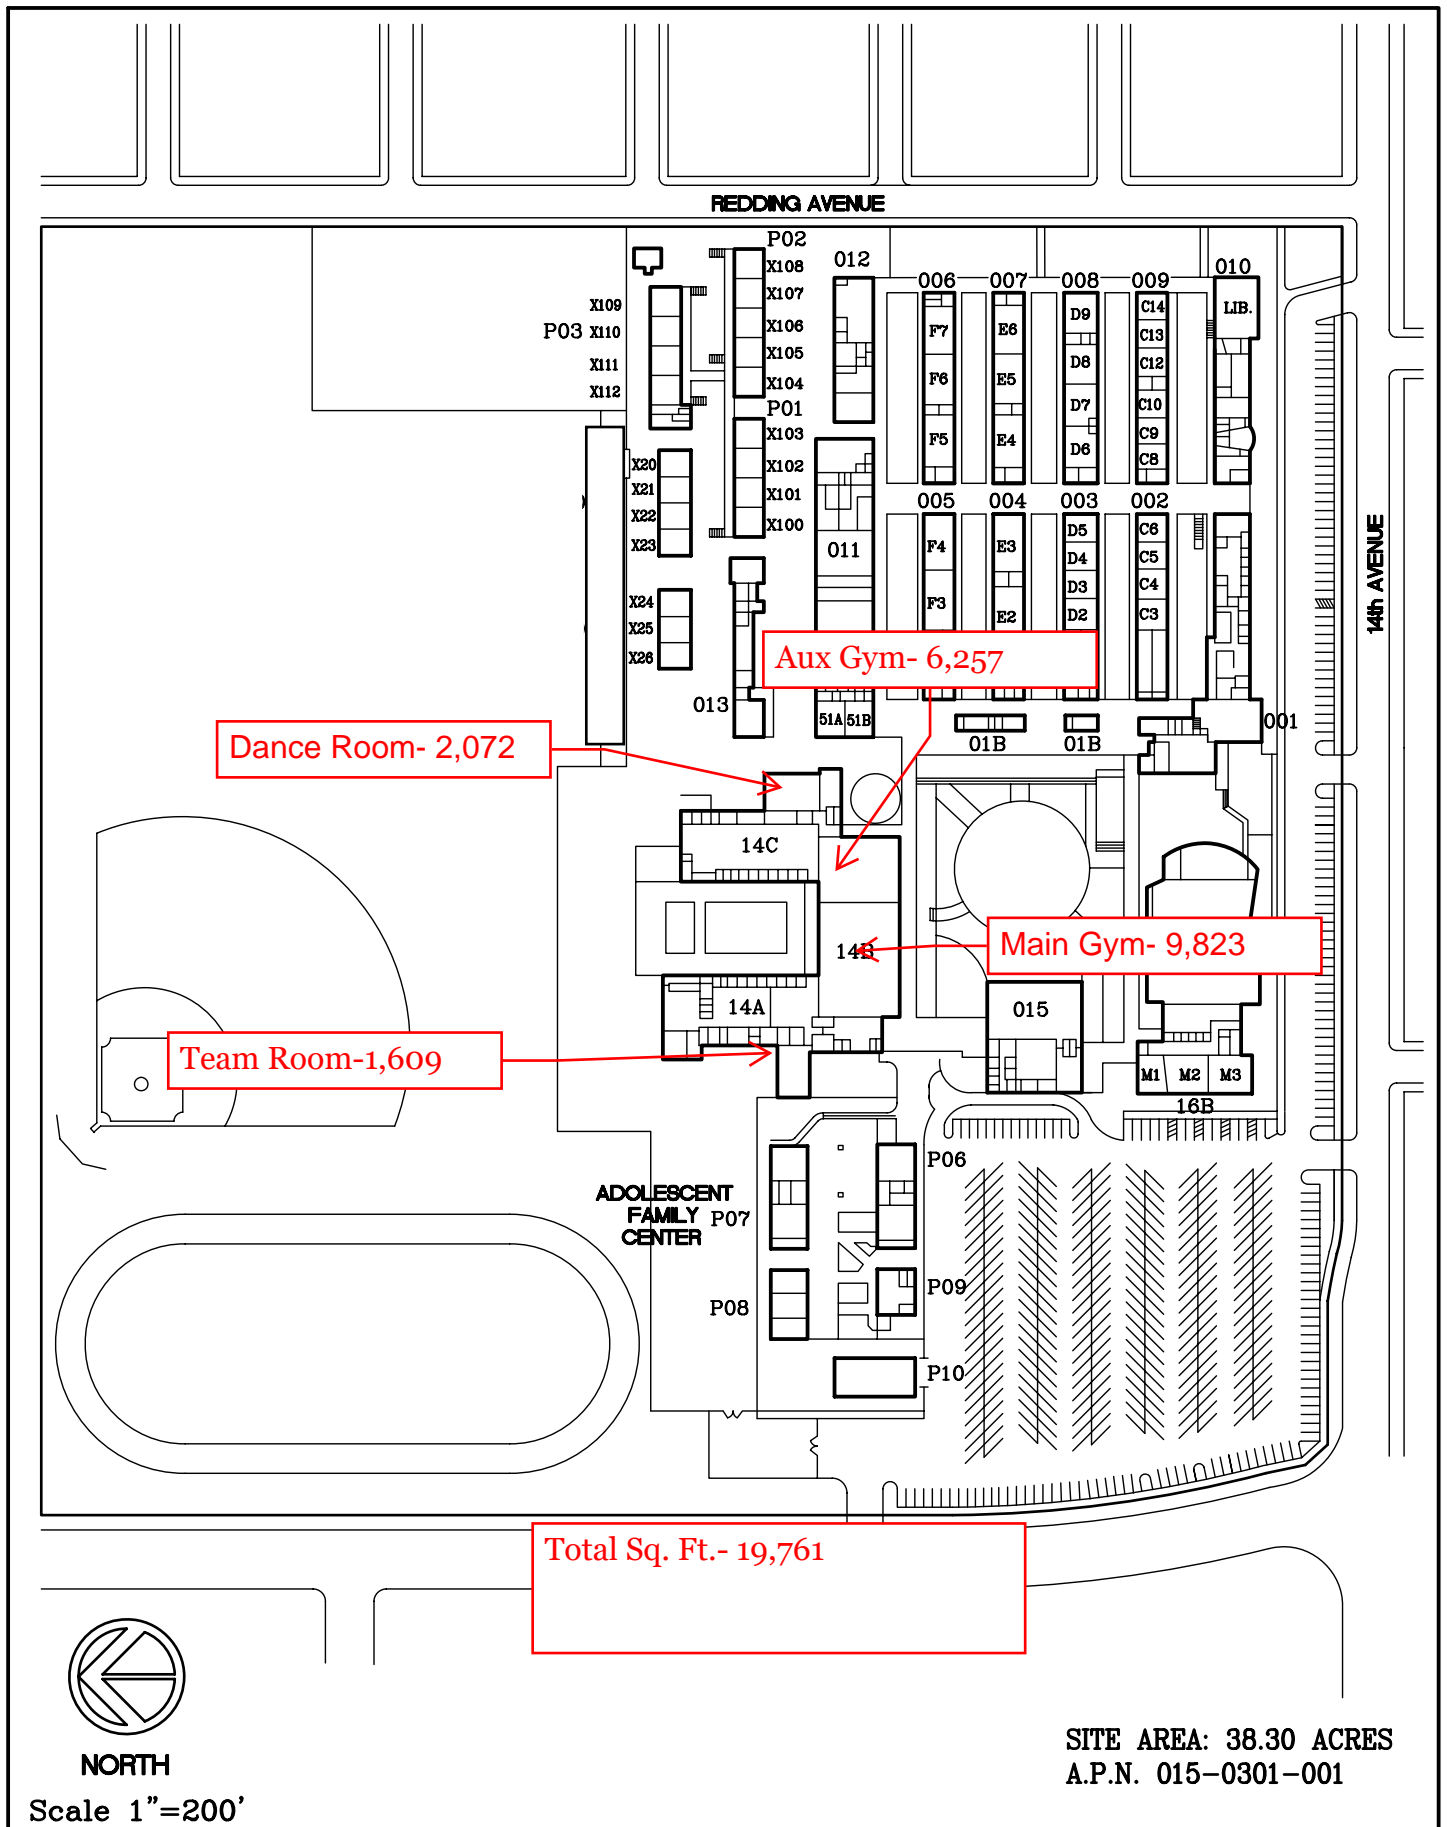 REDDING AVENUE
P02
012
006
007
008
009
010
X108
X107
X106
X105
X104
P01
X103
X102
X101
X100
X109
P03
X110
X111
X112
F7
F6
F5
E6
E5
E4
D9
D8
D7
D6
C14
C13
C12
C10
C9
C8
LIB.
X20
X21
X22
X23
X24
X25
X26
011
005
004
003
002
F4
F3
E3
E2
D5
D4
D3
D2
C6
C5
C4
C3
14th AVENUE
Aux Gym- 6,257
013
51A
51B
01B
01B
001
Dance Room- 2,072
14C
14B
Main Gym- 9,823
14A
015
Team Room-1,609
M1
M2
M3
16B
P06
ADOLESCENT
FAMILY
CENTER
P07
P09
P08
P10
Total Sq. Ft.- 19,761
NORTH
Scale 1"=200'
SITE AREA: 38.30 ACRES
A.P.N. 015-0301-001